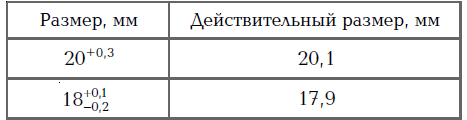 Размер, мм Действительный размер, мм
20⁺⁰,³ 20,1
18⁺⁰,¹₋₀,₂ 17,9